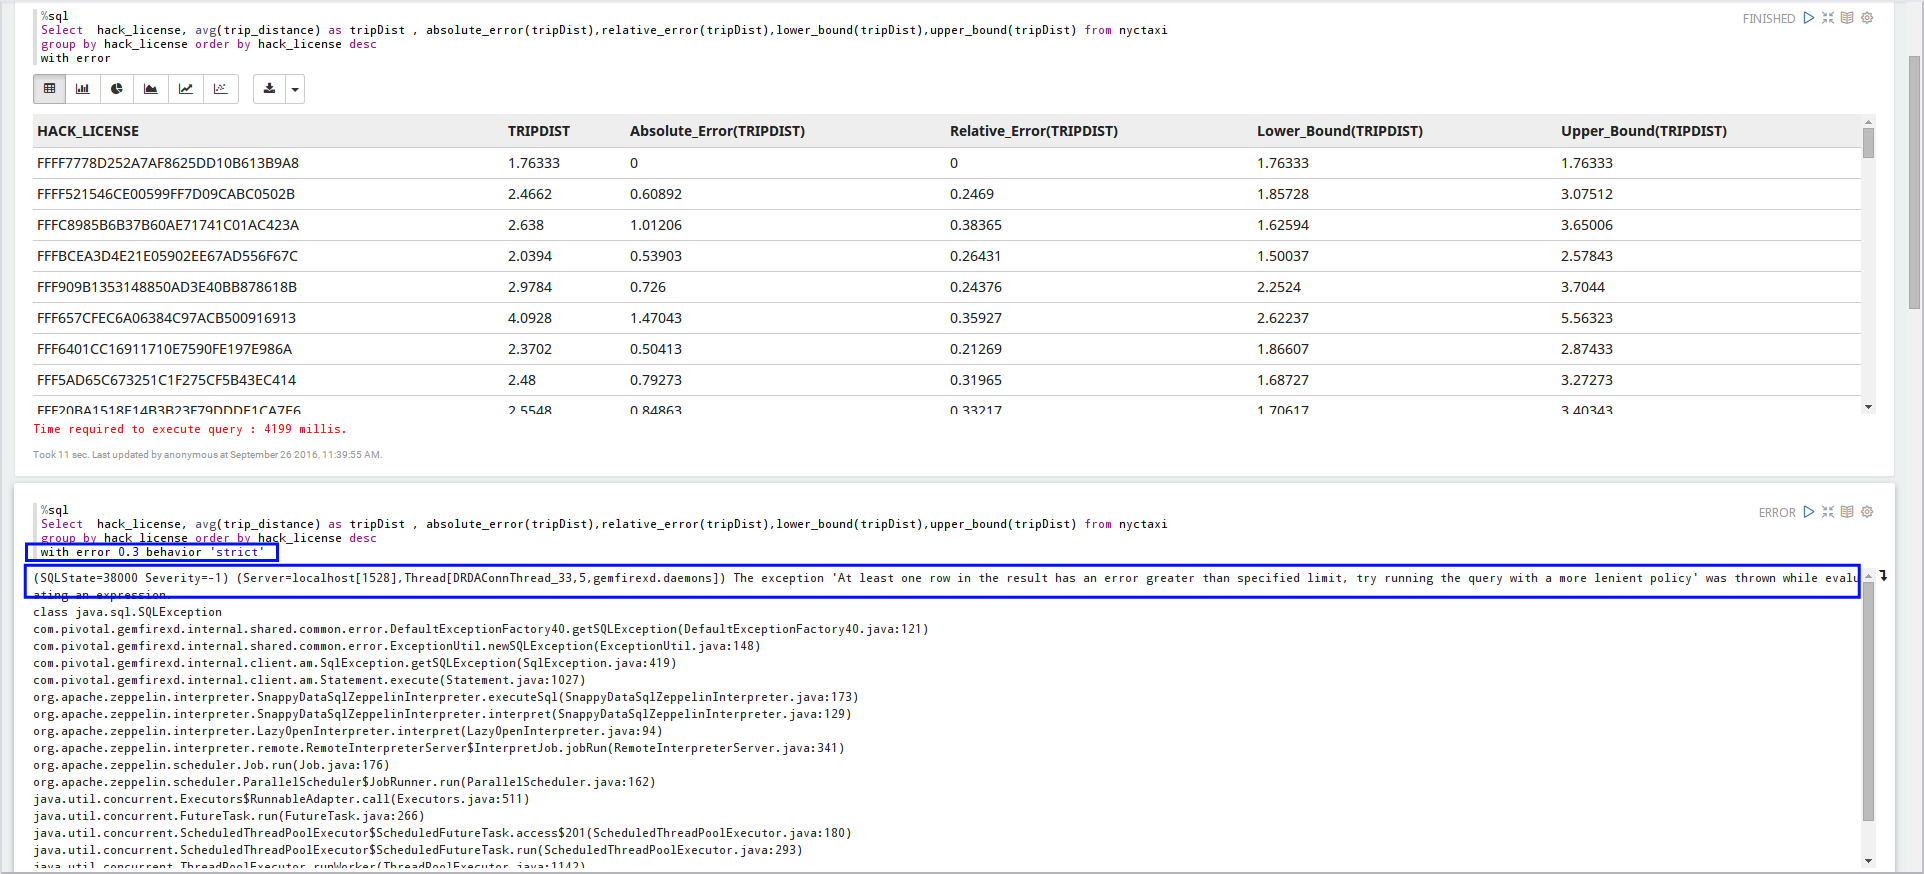 %sql
Select  hack_license, avg(trip_distance) as tripDist , absolute_error(tripDist),relative_error(tripDist),lower_bound(tripDist),upper_bound(tripDist) from nyctaxi
group by hack_license order by hack_license desc
with error
FINISHED
HACK_LICENSE TRIPDIST Absolute_Error(TRIPDIST) Relative_Error(TRIPDIST) Lower_Bound(TRIPDIST) Upper_Bound(TRIPDIST)
FFFF7778D252A7AF8625DD10B613B9A8 1.76333 0 0 1.76333 1.76333
FFFF521546CE00599FF7D09CABC0502B 2.4662 0.60892 0.2469 1.85728 3.07512
FFFC8985B6B37B60AE71741C01AC423A 2.638 1.01206 0.38365 1.62594 3.65006
FFFBCEA3D4E21E05902EE67AD556F67C 2.0394 0.53903 0.26431 1.50037 2.57843
FFF909B1353148850AD3E40BB878618B 2.9784 0.726 0.24376 2.2524 3.7044
FFF657CFEC6A06384C97ACB500916913 4.0928 1.47043 0.35927 2.62237 5.56323
FFF6401CC16911710E7590FE197E986A 2.3702 0.50413 0.21269 1.86607 2.87433
FFF5AD65C673251C1F275CF5B43EC414 2.48 0.79273 0.31965 1.68727 3.27273
FFF20BA1518F14B3B23F79DDDF1CA7F6 2.5548 0.84863 0.33217 1.70617 3.40343
Time required to execute query : 4199 millis.
Took 11 sec. Last updated by anonymous at September 26 2016, 11:39:55 AM.
%sql
Select  hack_license, avg(trip_distance) as tripDist , absolute_error(tripDist),relative_error(tripDist),lower_bound(tripDist),upper_bound(tripDist) from nyctaxi
group by hack_license order by hack_license desc
with error 0.3 behavior 'strict'
ERROR
(SQLState=38000 Severity=-1) (Server=localhost[1528],Thread[DRDAConnThread_33,5,gemfirexd.daemons]) The exception 'At least one row in the result has an error greater than specified limit, try running the query with a more lenient policy' was thrown while evalu
ating an expression.
class java.sql.SQLException
com.pivotal.gemfirexd.internal.shared.common.error.DefaultExceptionFactory40.getSQLException(DefaultExceptionFactory40.java:121)
com.pivotal.gemfirexd.internal.shared.common.error.ExceptionUtil.newSQLException(ExceptionUtil.java:148)
com.pivotal.gemfirexd.internal.client.am.SqlException.getSQLException(SqlException.java:419)
com.pivotal.gemfirexd.internal.client.am.Statement.execute(Statement.java:1027)
org.apache.zeppelin.interpreter.SnappyDataSqlZeppelinInterpreter.executeSql(SnappyDataSqlZeppelinInterpreter.java:173)
org.apache.zeppelin.interpreter.SnappyDataSqlZeppelinInterpreter.interpret(SnappyDataSqlZeppelinInterpreter.java:129)
org.apache.zeppelin.interpreter.LazyOpenInterpreter.interpret(LazyOpenInterpreter.java:94)
org.apache.zeppelin.interpreter.remote.RemoteInterpreterServer$InterpretJob.jobRun(RemoteInterpreterServer.java:341)
org.apache.zeppelin.scheduler.Job.run(Job.java:176)
org.apache.zeppelin.scheduler.ParallelScheduler$JobRunner.run(ParallelScheduler.java:162)
java.util.concurrent.Executors$RunnableAdapter.call(Executors.java:511)
java.util.concurrent.FutureTask.run(FutureTask.java:266)
java.util.concurrent.ScheduledThreadPoolExecutor$ScheduledFutureTask.access$201(ScheduledThreadPoolExecutor.java:180)
java.util.concurrent.ScheduledThreadPoolExecutor$ScheduledFutureTask.run(ScheduledThreadPoolExecutor.java:293)
java.util.concurrent.ThreadPoolExecutor.runWorker(ThreadPoolExecutor.java:1142)